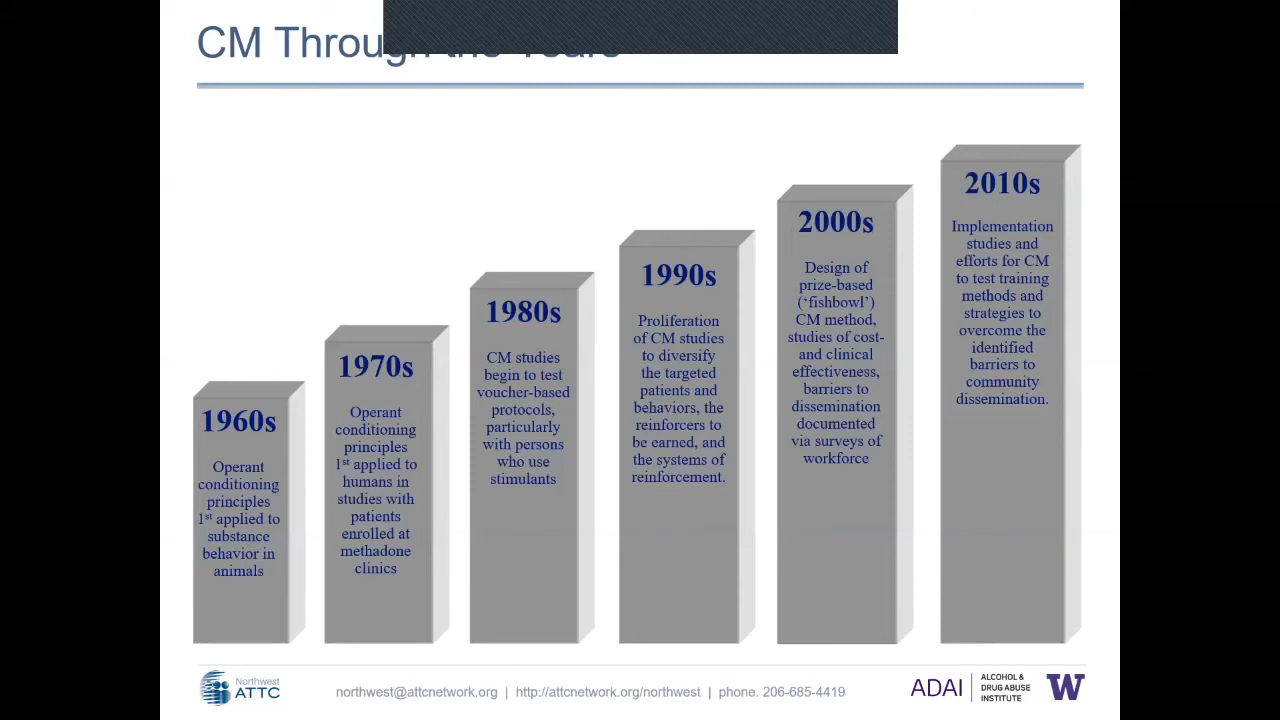 CM Through the Years
1960s
Operant
conditioning
principles
1st applied to
substance
behavior in
animals
1970s
Operant
conditioning
principles
1st applied to
humans in
studies with
patients
enrolled at
methadone
clinics
1980s
CM studies
begin to test
voucher-based
protocols,
particularly
with persons
who use
stimulants
1990s
Proliferation
of CM studies
to diversify
the targeted
patients and
behaviors, the
reinforcers to
be earned, and
the systems of
reinforcement.
2000s
Design of
prize-based
(‘fishbowl’)
CM method,
studies of cost-
and clinical
effectiveness,
barriers to
dissemination
documented
via surveys of
workforce
2010s
Implementation
studies and
efforts for CM
to test training
methods and
strategies to
overcome the
identified
barriers to
community
dissemination.
Northwest
ATTC
northwest@attcnetwork.org | http://attcnetwork.org/northwest | phone. 206-685-4419
ADAI
ALCOHOL &
DRUG ABUSE
INSTITUTE
W